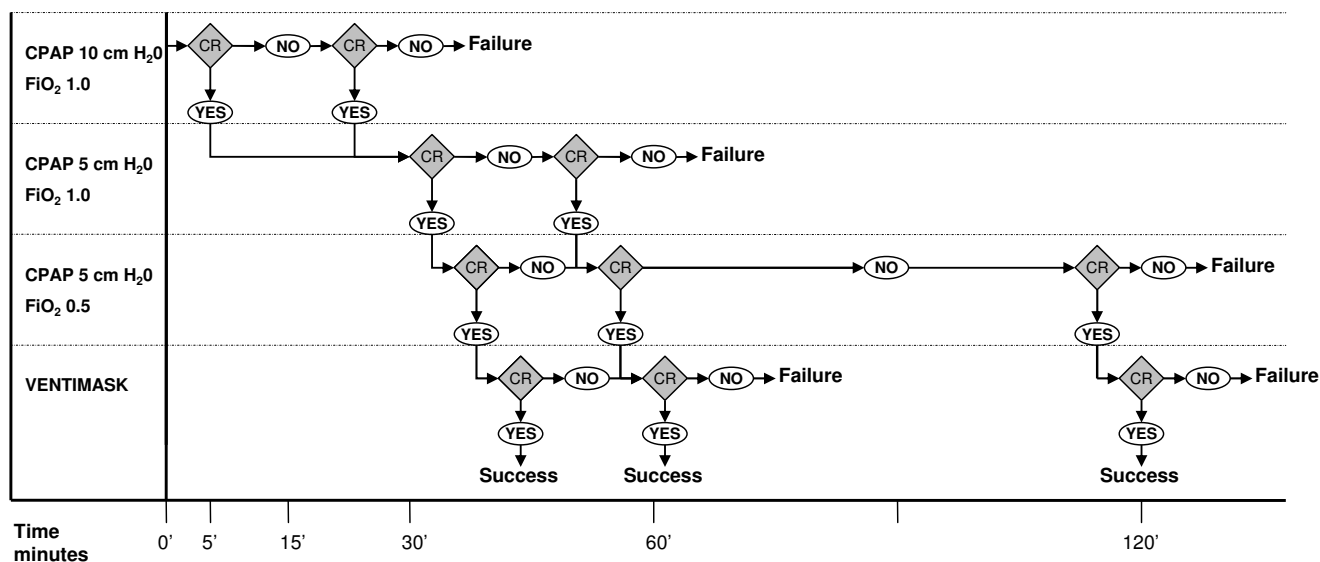 CPAP 10 cm H₂0
FiO₂ 1.0
CR NO CR NO Failure
YES YES
CPAP 5 cm H₂0
FiO₂ 1.0
CR NO CR NO Failure
YES YES
CPAP 5 cm H₂0
FiO₂ 0.5
CR NO CR NO CR NO Failure
YES YES YES
VENTIMASK
CR NO CR NO Failure CR NO Failure
YES YES YES
Success Success Success
Time
minutes
0' 5' 15' 30' 60' 120'